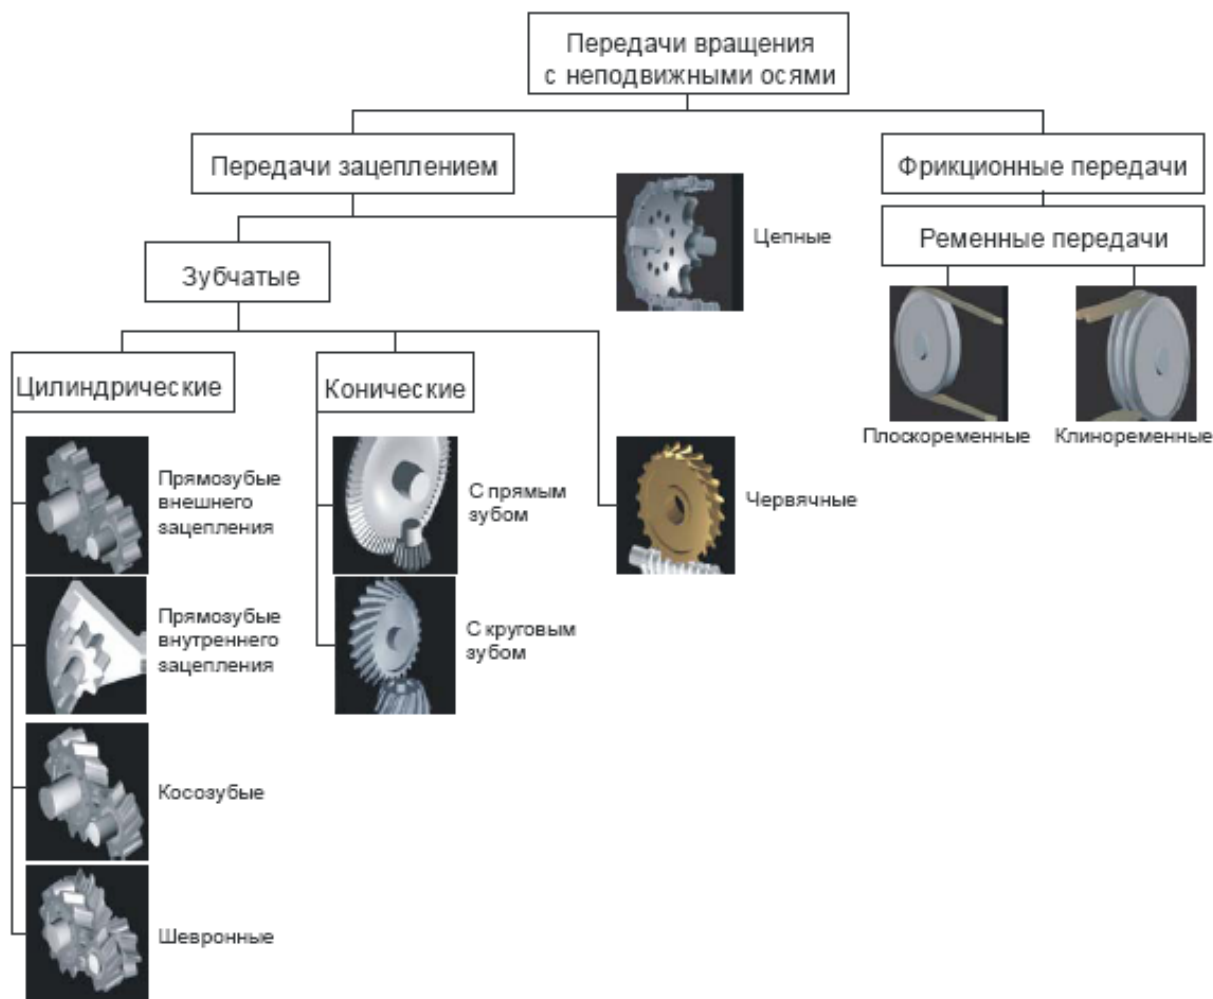 Передачи вращения
с неподвижными осями
Передачи зацеплением
Фрикционные передачи
Цепные
Ременные передачи
Зубчатые
Плоскоременные
Клиноременные
Цилиндрические
Конические
Прямозубые
внешнего
зацепления
С прямым
зубом
Червячные
Прямозубые
внутреннего
зацепления
С круговым
зубом
Косозубые
Шевронные